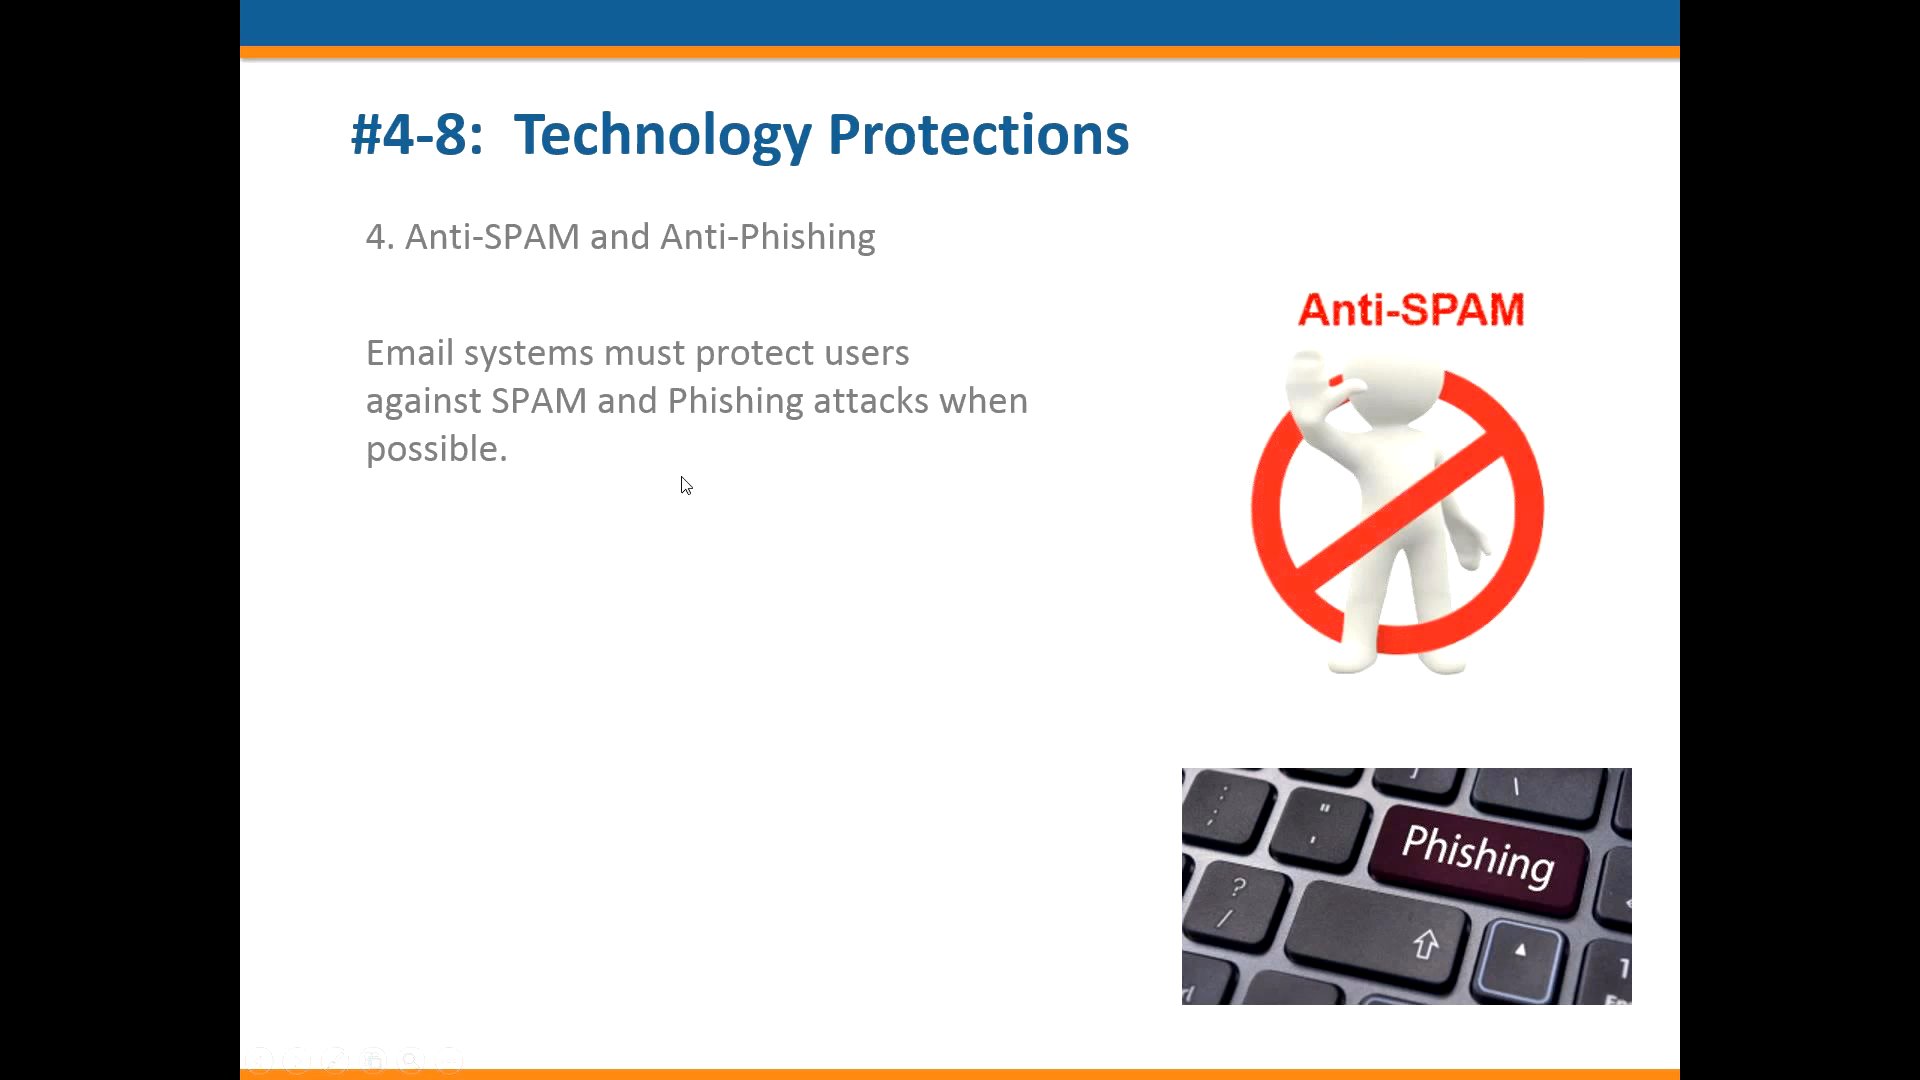 #4-8: Technology Protections
4. Anti-SPAM and Anti-Phishing
Email systems must protect users
against SPAM and Phishing attacks when
possible.
Anti-SPAM
Phishing